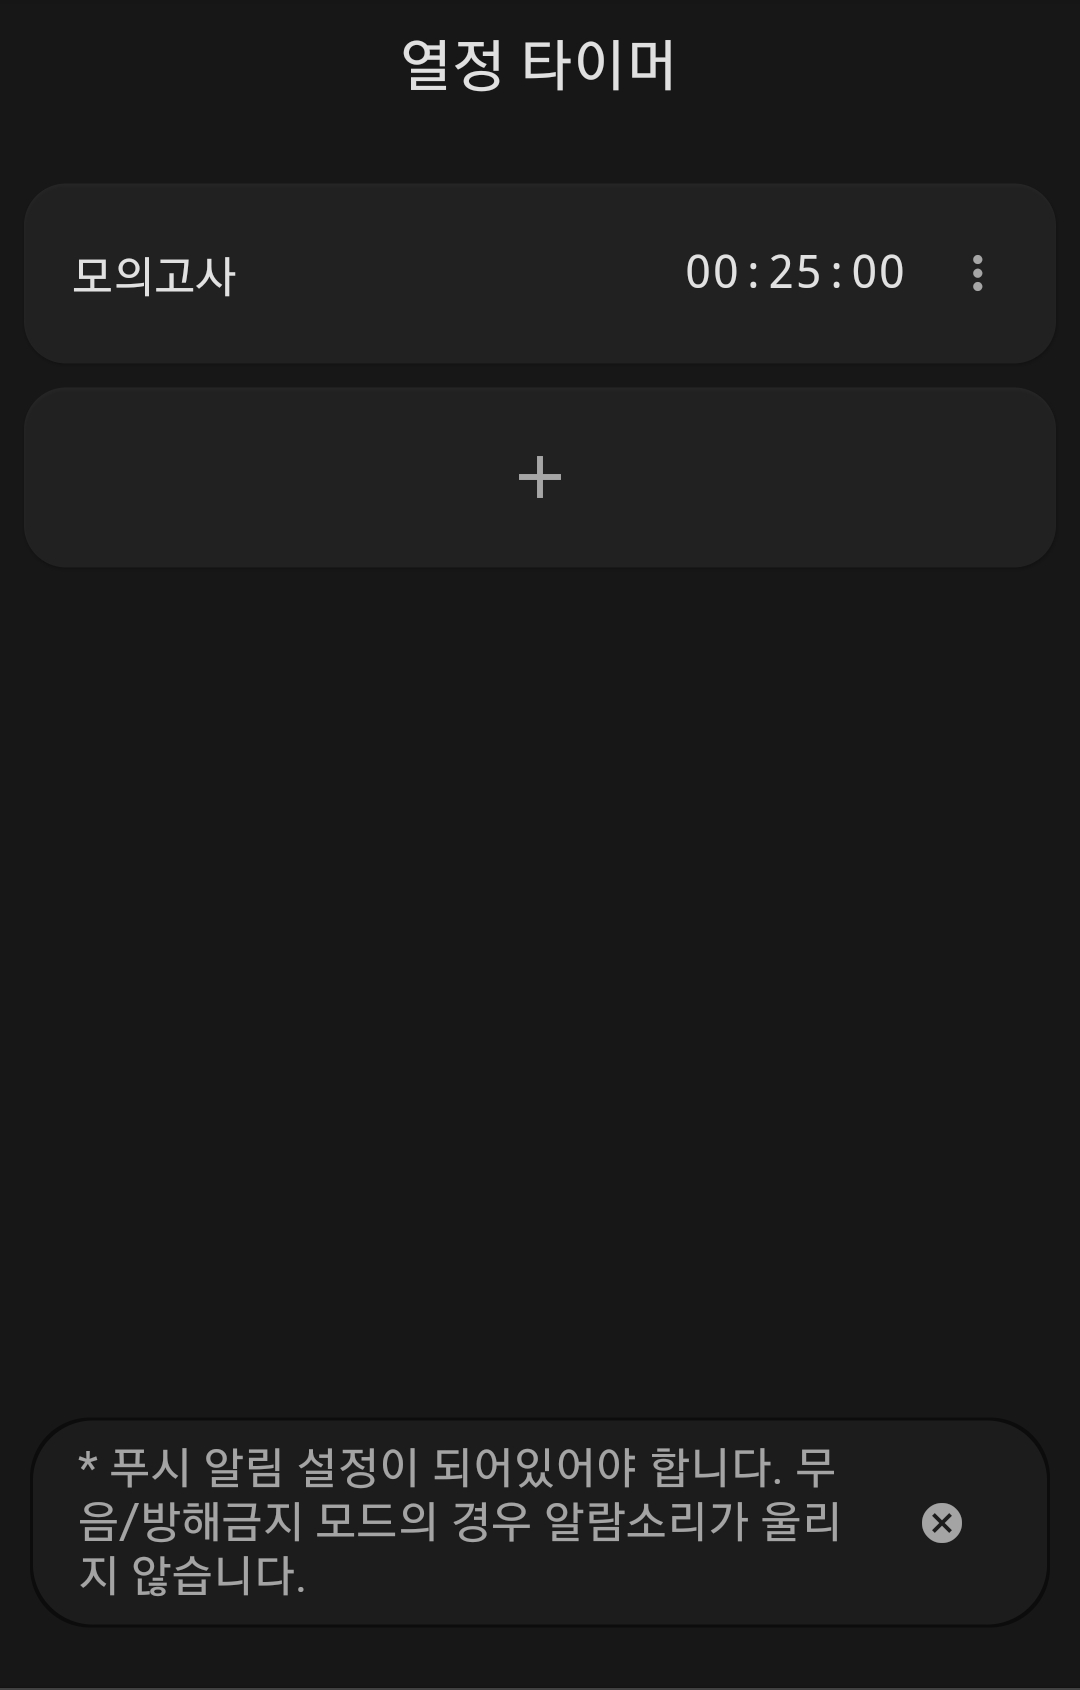 열정 타이머
모의고사 00:25:00
* 푸시 알림 설정이 되어있어야 합니다. 무
음/방해금지 모드의 경우 알람소리가 울리
지 않습니다.